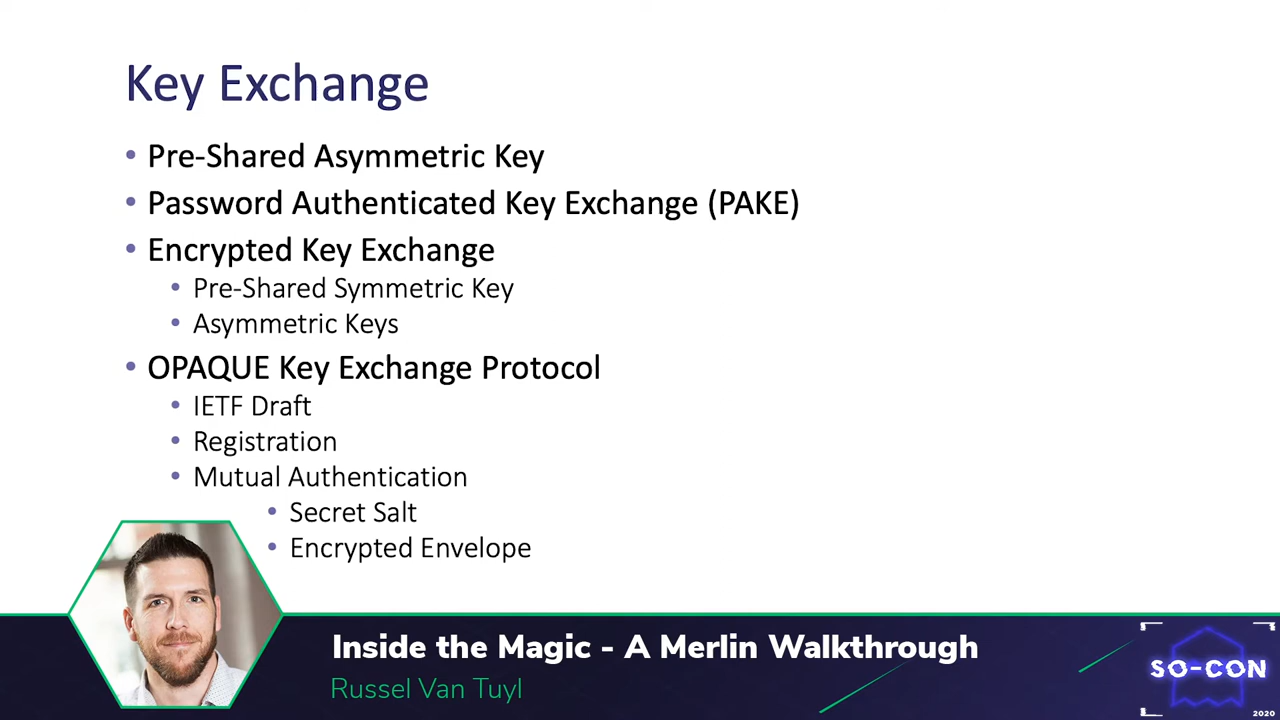 Key Exchange
• Pre-Shared Asymmetric Key
• Password Authenticated Key Exchange (PAKE)
• Encrypted Key Exchange
• Pre-Shared Symmetric Key
• Asymmetric Keys
• OPAQUE Key Exchange Protocol
• IETF Draft
• Registration
• Mutual Authentication
• Secret Salt
• Encrypted Envelope
Inside the Magic - A Merlin Walkthrough
Russel Van Tuyl
SO-CON
2020